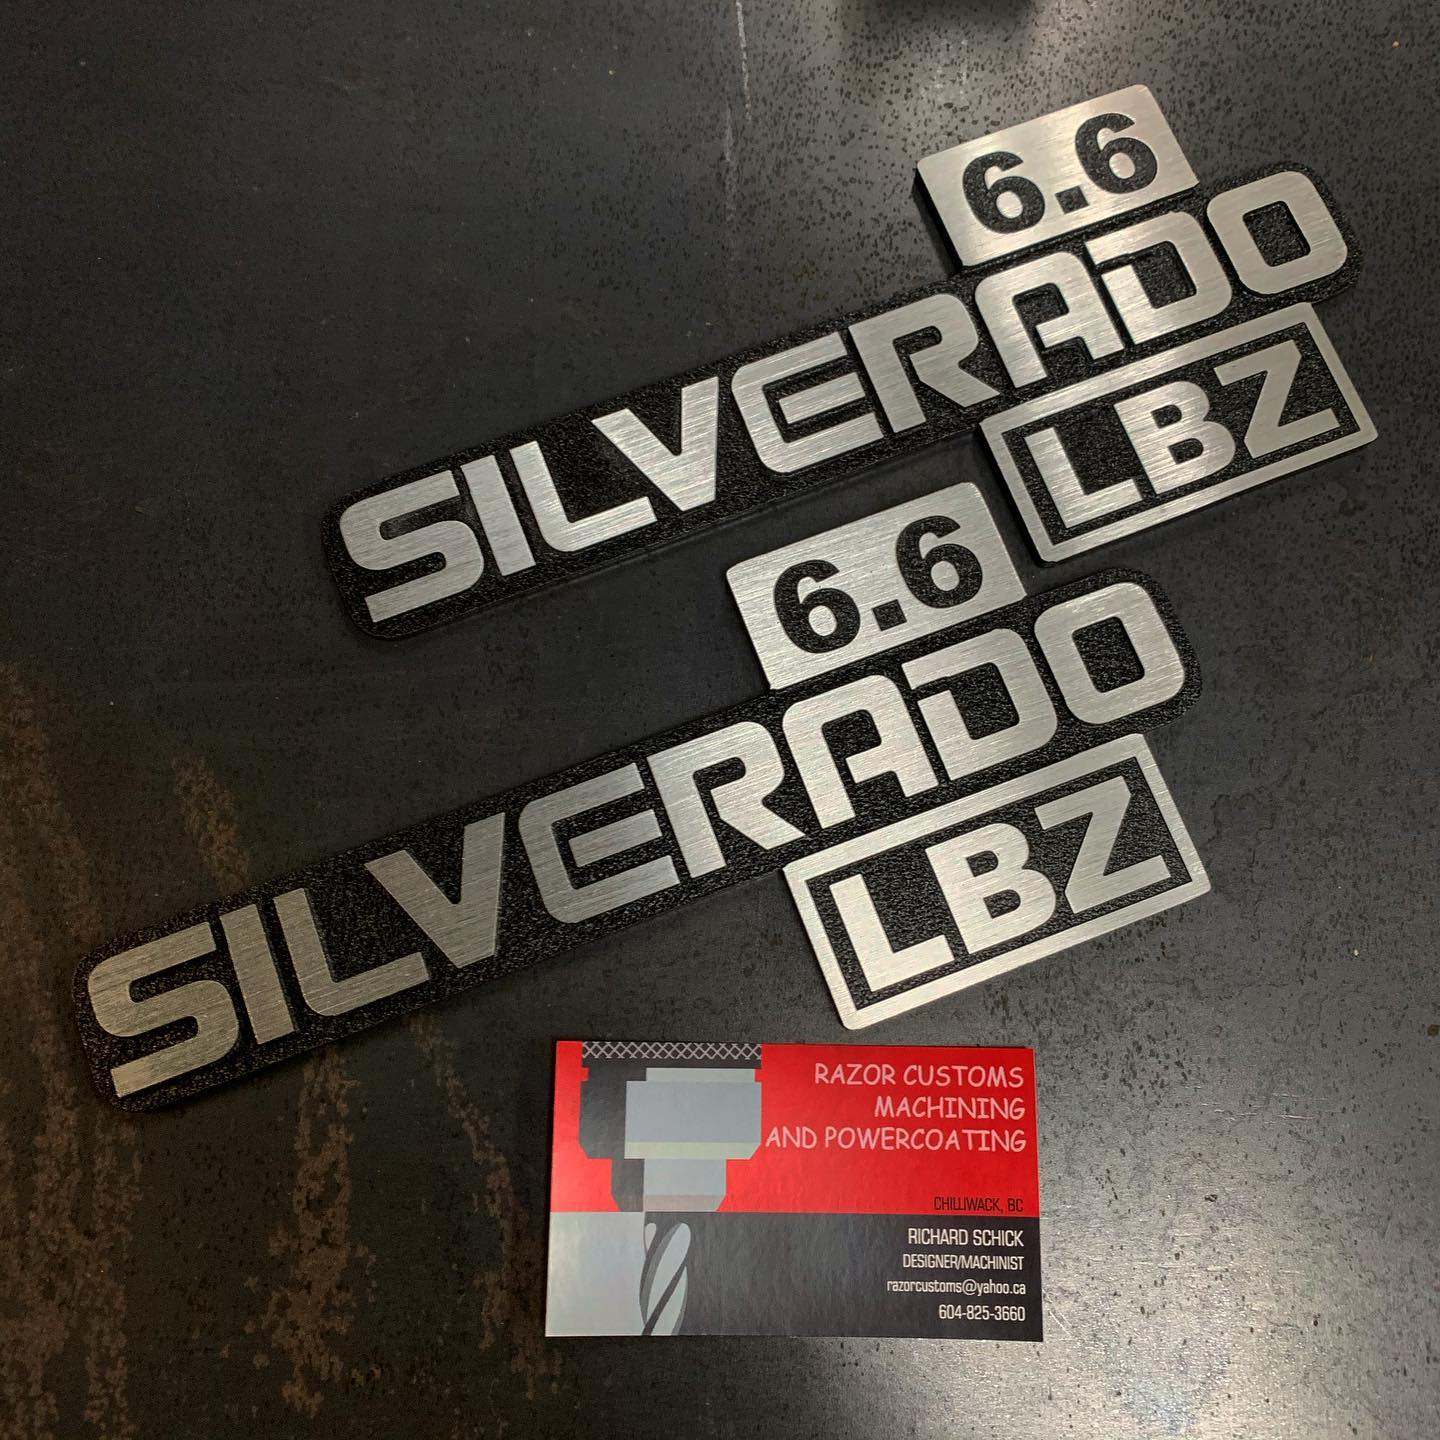 6.6
SILVERADO
LBZ
6.6
SILVERADO
LBZ
RAZOR CUSTOMS
MACHINING
AND POWERCOATING
CHILLIWACK, BC
RICHARD SCHICK
DESIGNER/MACHINIST
razorcustoms@yahoo.ca
604-825-3660